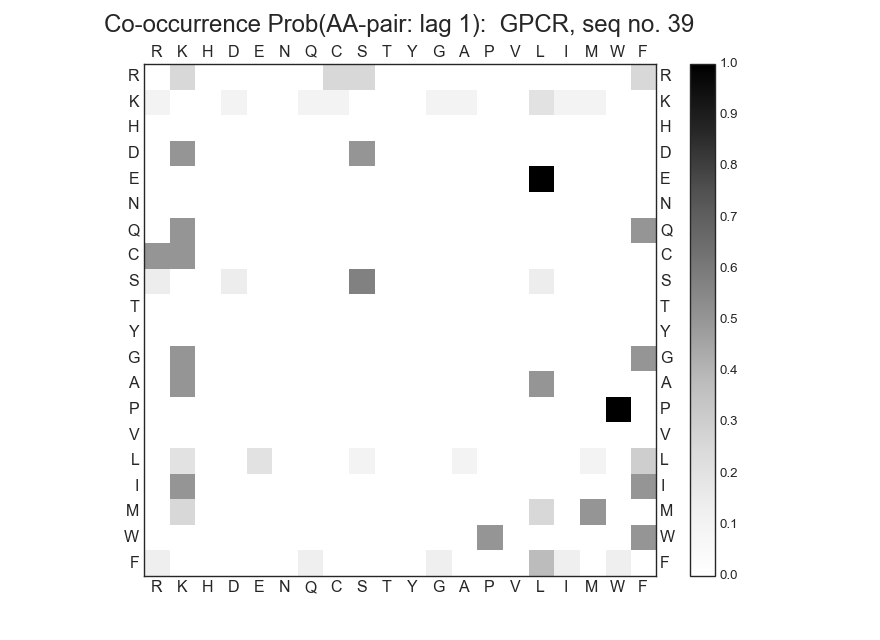 Co-occurrence Prob(AA-pair: lag 1):  GPCR, seq no. 39
R K H D E N Q C S T Y G A P V L I M W F
R R 1.0
K K 0.9
H H
D D 0.8
E E
N N 0.7
Q Q
C C 0.6
S S
T T 0.5
Y Y
G G 0.4
A A
P P 0.3
V V
L L 0.2
I I
M M 0.1
W W
F F 0.0
R K H D E N Q C S T Y G A P V L I M W F